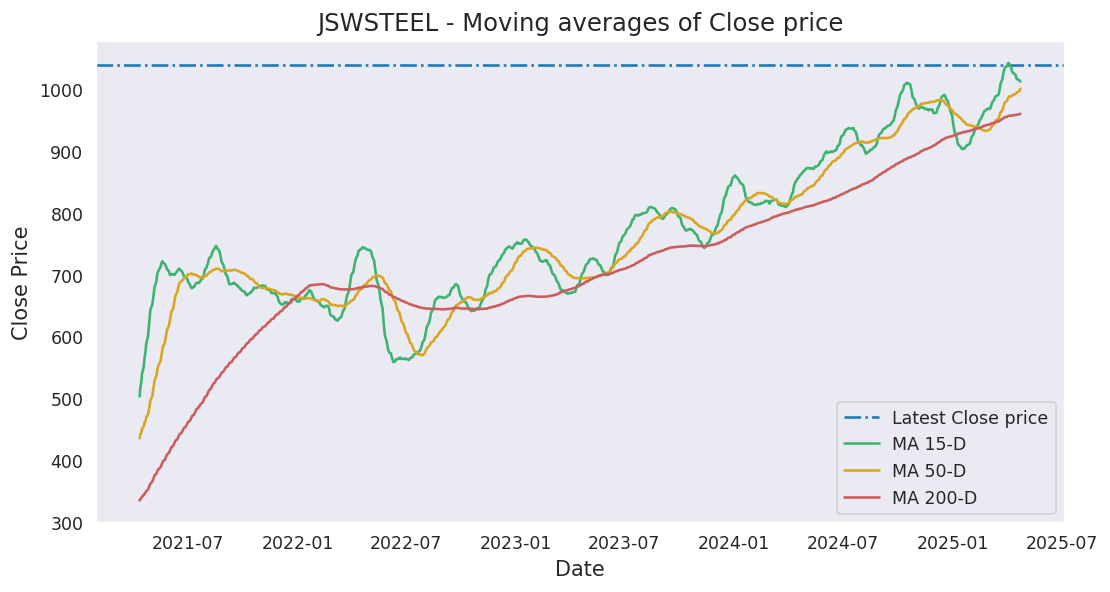 JSWSTEEL - Moving averages of Close price
Close Price
1000
900
800
700
600
500
400
300
2021-07 2022-01 2022-07 2023-01 2023-07 2024-01 2024-07 2025-01 2025-07
Date
Latest Close price
MA 15-D
MA 50-D
MA 200-D